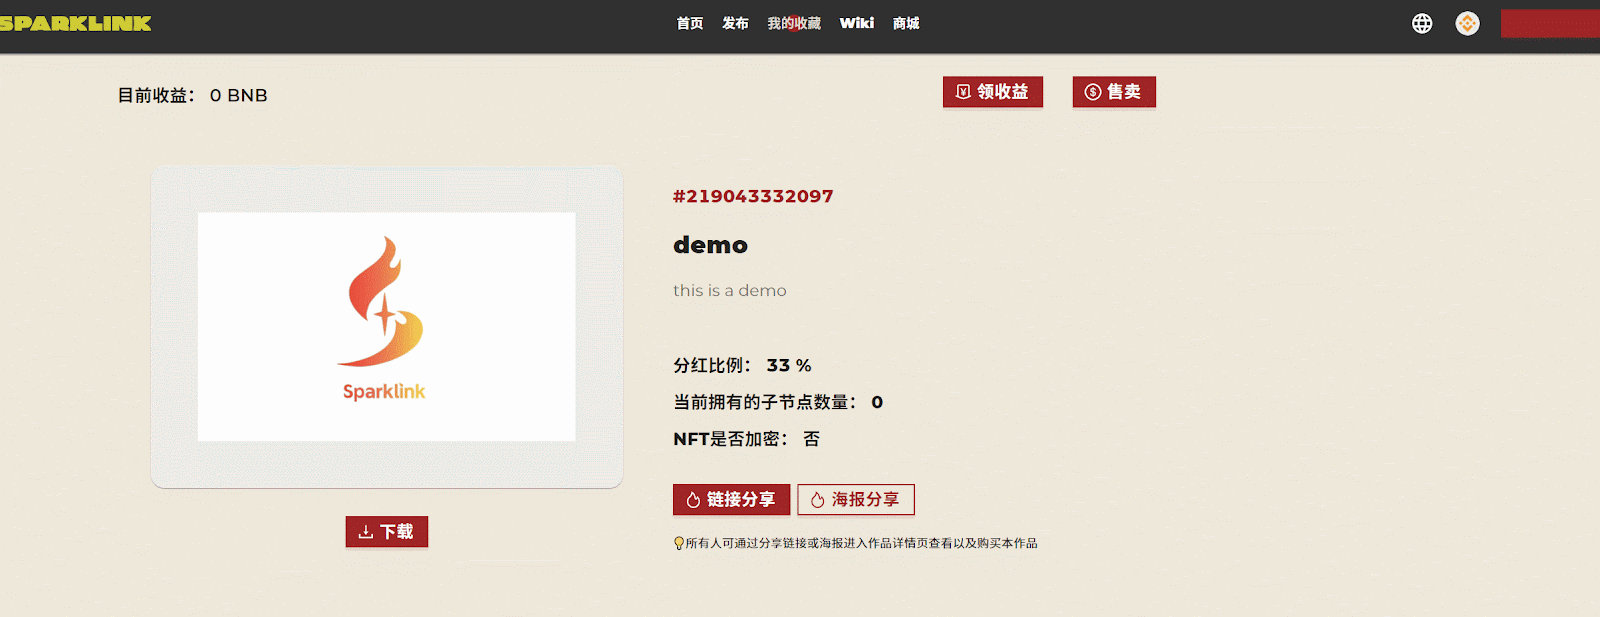 SPARKLINK
首页 发布 我的收藏 Wiki 商城
目前收益： 0 BNB
领收益 售卖
#219043332097
demo
this is a demo
Sparklink
分红比例： 33 %
当前拥有的子节点数量： 0
NFT是否加密： 否
链接分享 海报分享
下载
所有人可通过分享链接或海报进入作品详情页查看以及购买本作品